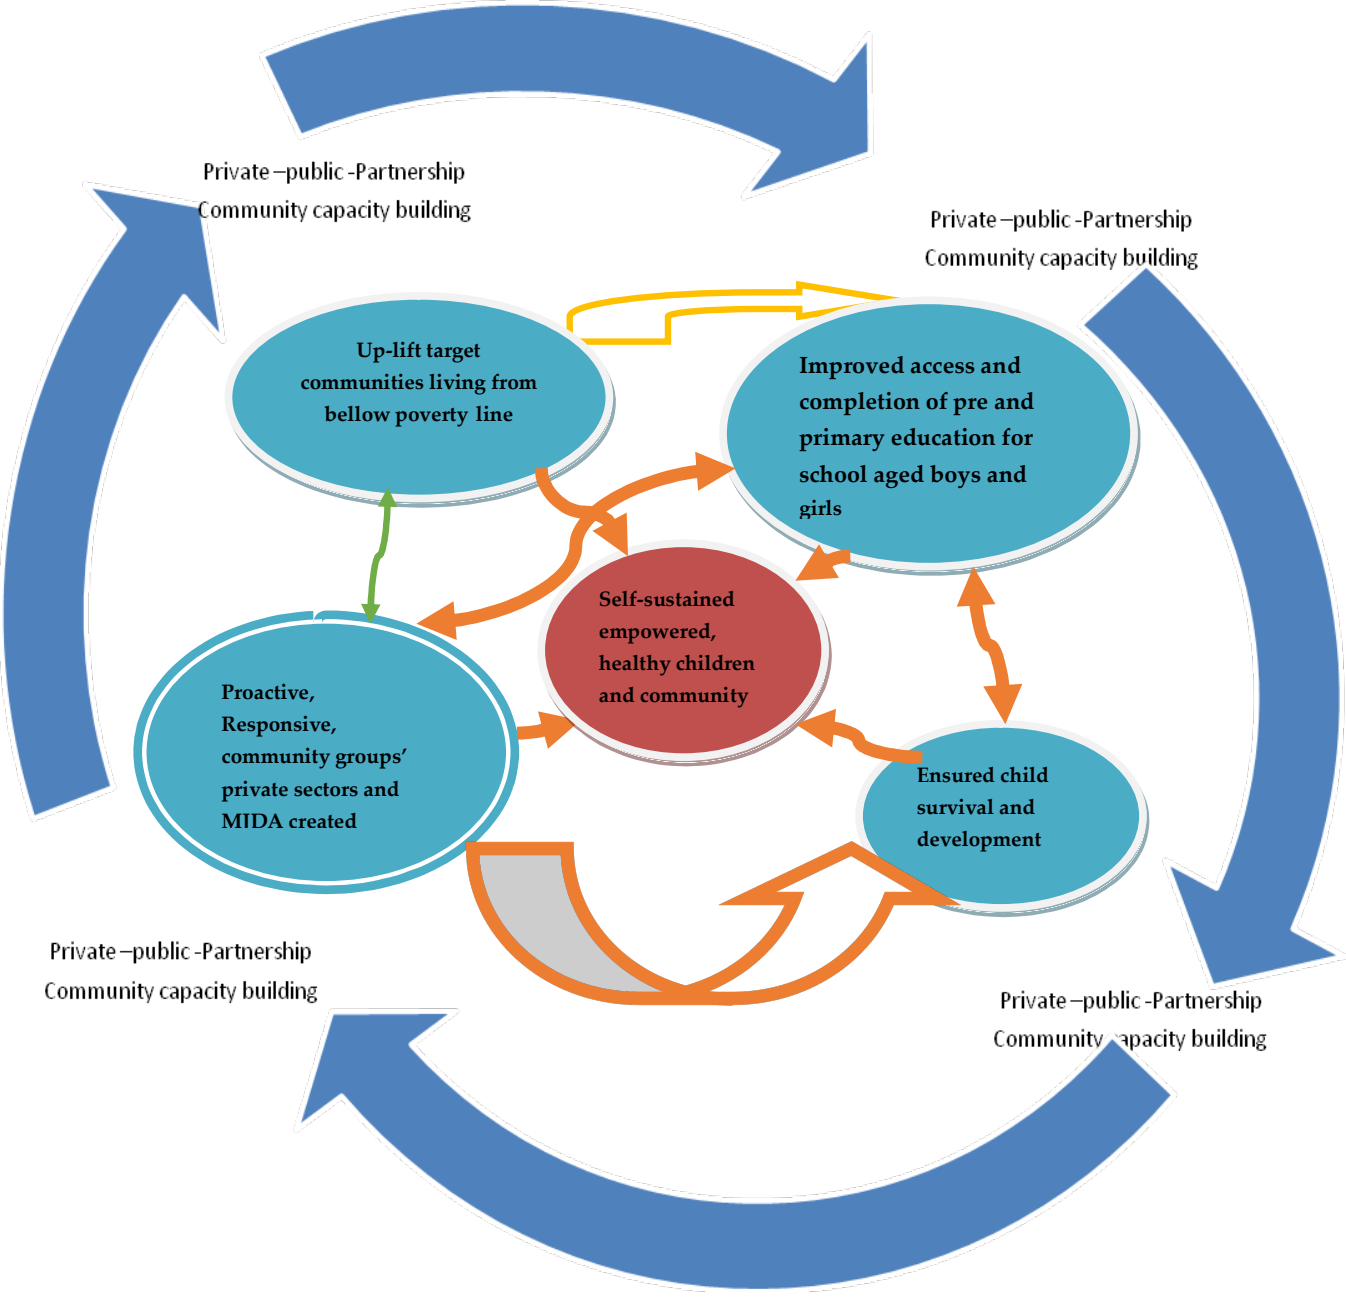 Private –public -Partnership
Community capacity building
Private –public -Partnership
Community capacity building
Up-lift target
communities living from
bellow poverty line
Improved access and
completion of pre and
primary education for
school aged boys and
girls
Self-sustained
empowered,
healthy children
and community
Proactive,
Responsive,
community groups’
private sectors and
MIDA created
Ensured child
survival and
development
Private –public -Partnership
Community capacity building
Private –public -Partnership
Community capacity building